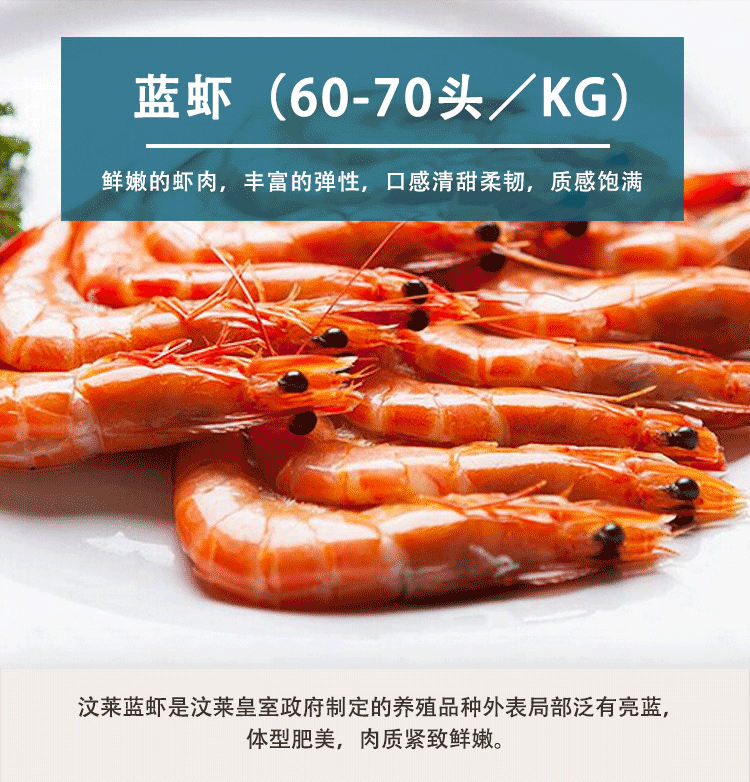 蓝虾（60-70头／KG）
鲜嫩的虾肉，丰富的弹性，口感清甜柔韧，质感饱满
汶莱蓝虾是汶莱皇室政府制定的养殖品种外表局部泛有亮蓝，
体型肥美，肉质紧致鲜嫩。